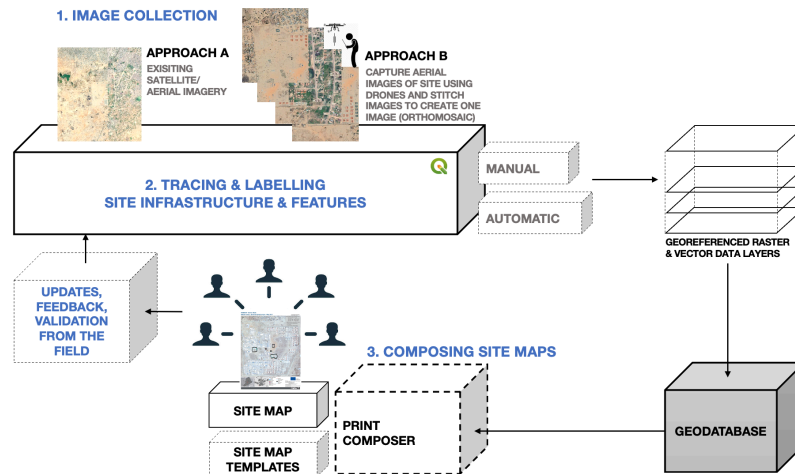 1. IMAGE COLLECTION
APPROACH A
EXISITING
SATELLITE/
AERIAL IMAGERY
APPROACH B
CAPTURE AERIAL
IMAGES OF SITE USING
DRONES AND STITCH
IMAGES TO CREATE ONE
IMAGE (ORTHOMOSAIC)
2. TRACING & LABELLING
SITE INFRASTRUCTURE & FEATURES
MANUAL
AUTOMATIC
GEOREFERENCED RASTER
& VECTOR DATA LAYERS
UPDATES,
FEEDBACK,
VALIDATION
FROM THE
FIELD
3. COMPOSING SITE MAPS
SITE MAP
SITE MAP
TEMPLATES
PRINT
COMPOSER
GEODATABASE